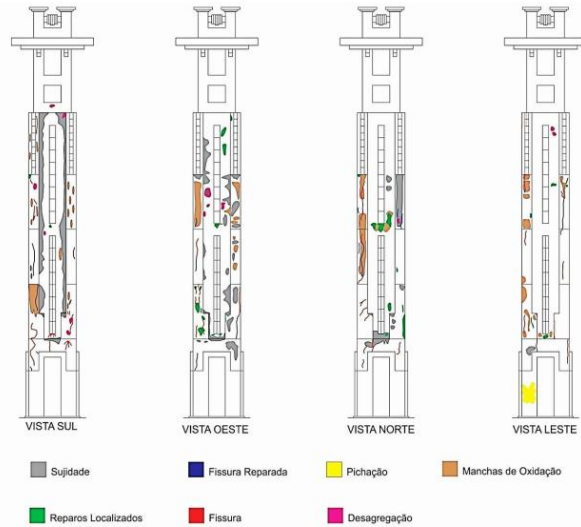 VISTA SUL
VISTA OESTE
VISTA NORTE
VISTA LESTE
Sujidade
Fissura Reparada
Pichação
Manchas de Oxidação
Reparos Localizados
Fissura
Desagregação